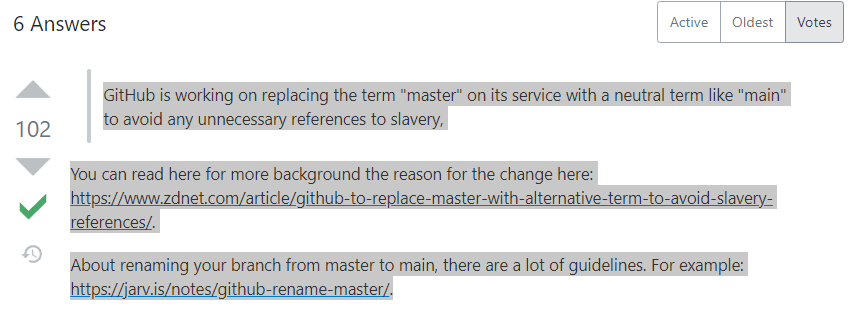 6 Answers
Active Oldest Votes
GitHub is working on replacing the term "master" on its service with a neutral term like "main"
to avoid any unnecessary references to slavery,
102
You can read here for more background the reason for the change here:
https://www.zdnet.com/article/github-to-replace-master-with-alternative-term-to-avoid-slavery-
references/.
About renaming your branch from master to main, there are a lot of guidelines. For example:
https://jarv.is/notes/github-rename-master/.